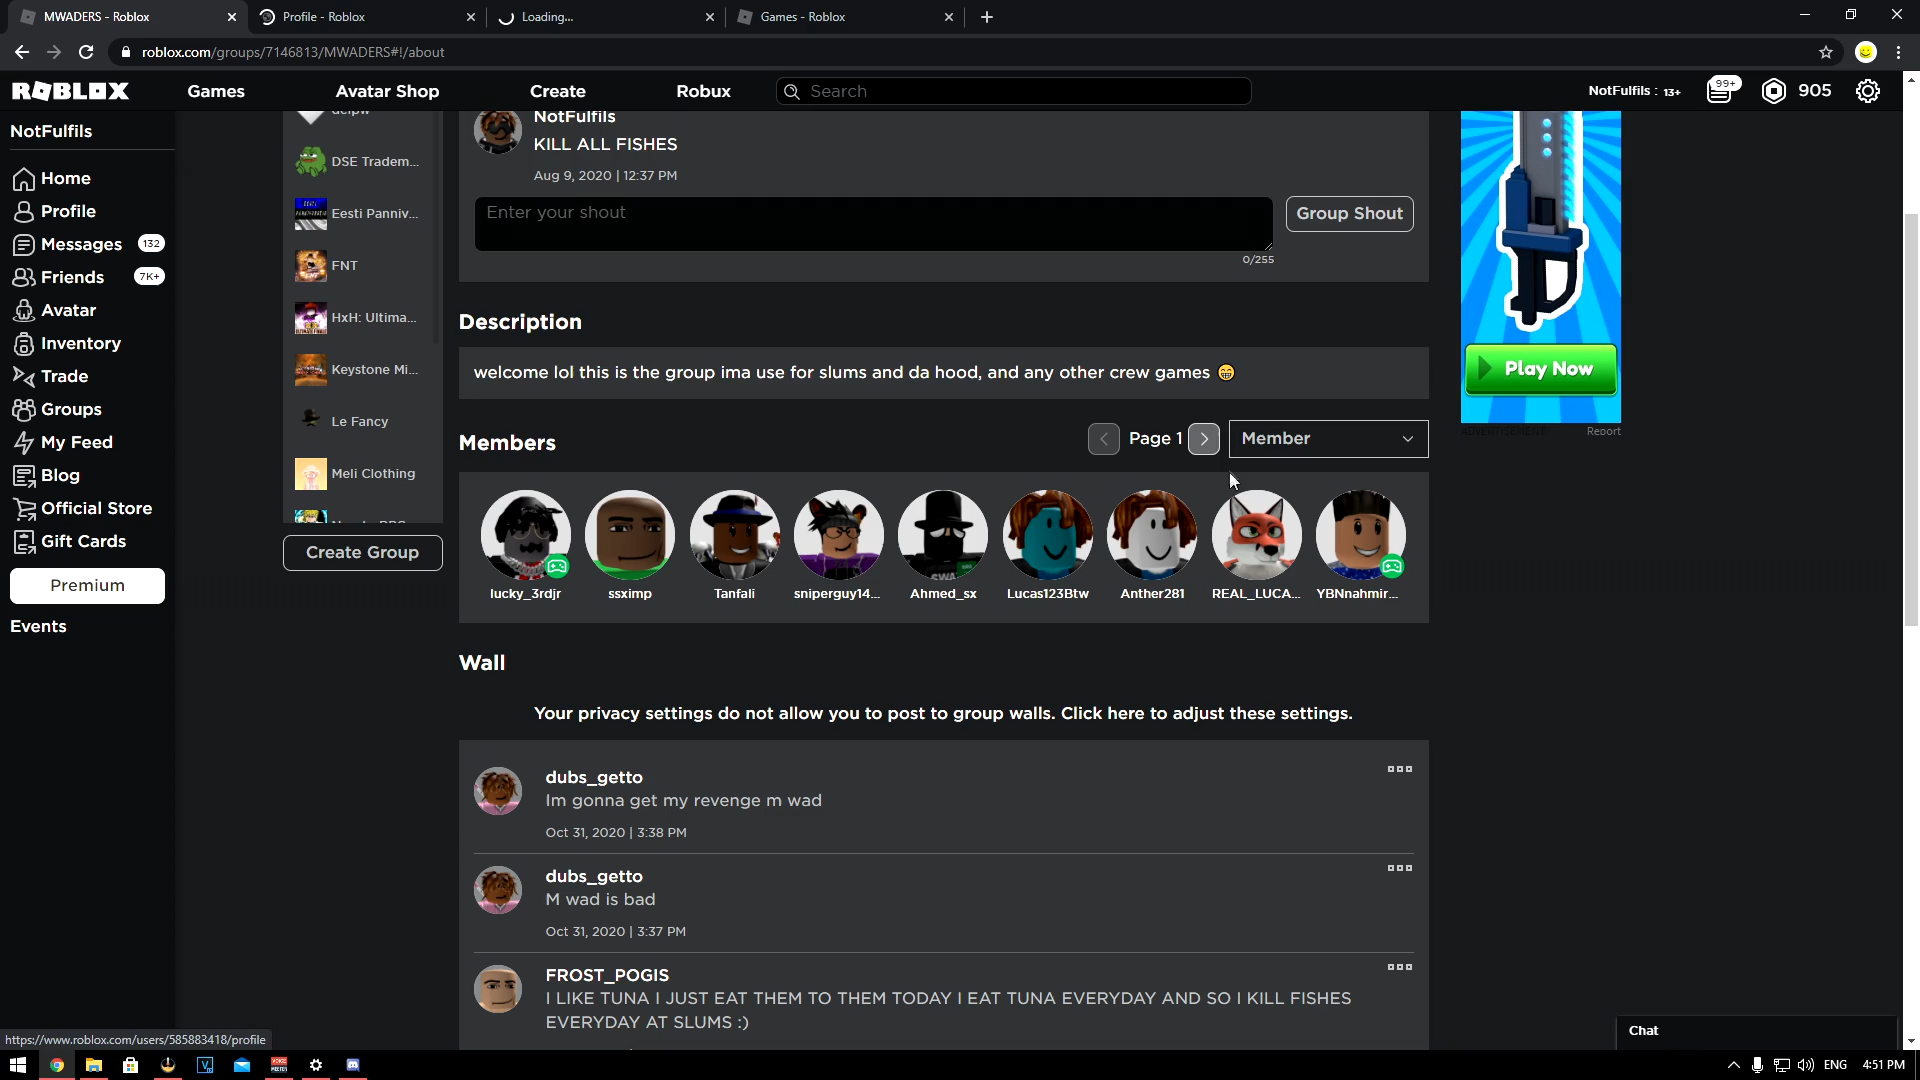 MWADERS - Roblox
Profile - Roblox
Loading...
Games - Roblox
roblox.com/groups/7146813/MWADERS#!/about
ROBLOX
Games
Avatar Shop
Create
Robux
Search
NotFulfils : 13+
99+
905
NotFulfils
Home
Profile
Messages 132
Friends 7K+
Avatar
Inventory
Trade
Groups
My Feed
Blog
Official Store
Gift Cards
Premium
Events
DSE Tradem...
Eesti Panniv...
FNT
HxH: Ultima...
Keystone Mi...
Le Fancy
Meli Clothing
Create Group
NotFulfils
KILL ALL FISHES
Aug 9, 2020 | 12:37 PM
Enter your shout
Group Shout
0/255
Description
welcome lol this is the group ima use for slums and da hood, and any other crew games 😁
Members
Page 1
Member
lucky_3rdjr
ssximp
Tanfali
sniperguy14...
Ahmed_sx
Lucas123Btw
Anther281
REAL_LUCA...
YBNnahmir...
Wall
Your privacy settings do not allow you to post to group walls. Click here to adjust these settings.
dubs_getto
Im gonna get my revenge m wad
Oct 31, 2020 | 3:38 PM
dubs_getto
M wad is bad
Oct 31, 2020 | 3:37 PM
FROST_POGIS
I LIKE TUNA I JUST EAT THEM TO THEM TODAY I EAT TUNA EVERYDAY AND SO I KILL FISHES
EVERYDAY AT SLUMS :)
Play Now
ADVERTISEMENT
Report
Chat
https://www.roblox.com/users/585883418/profile
ENG
4:51 PM